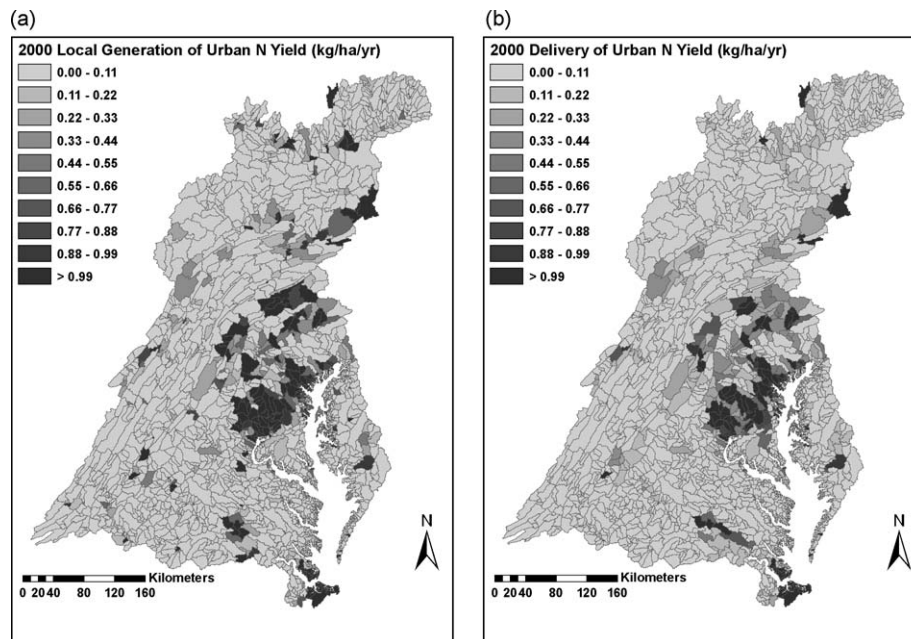 (a)
2000 Local Generation of Urban N Yield (kg/ha/yr)
0.00 - 0.11
0.11 - 0.22
0.22 - 0.33
0.33 - 0.44
0.44 - 0.55
0.55 - 0.66
0.66 - 0.77
0.77 - 0.88
0.88 - 0.99
> 0.99
N
Kilometers
0 2040 80 120 160
(b)
2000 Delivery of Urban N Yield (kg/ha/yr)
0.00 - 0.11
0.11 - 0.22
0.22 - 0.33
0.33 - 0.44
0.44 - 0.55
0.55 - 0.66
0.66 - 0.77
0.77 - 0.88
0.88 - 0.99
> 0.99
N
Kilometers
0 2040 80 120 160